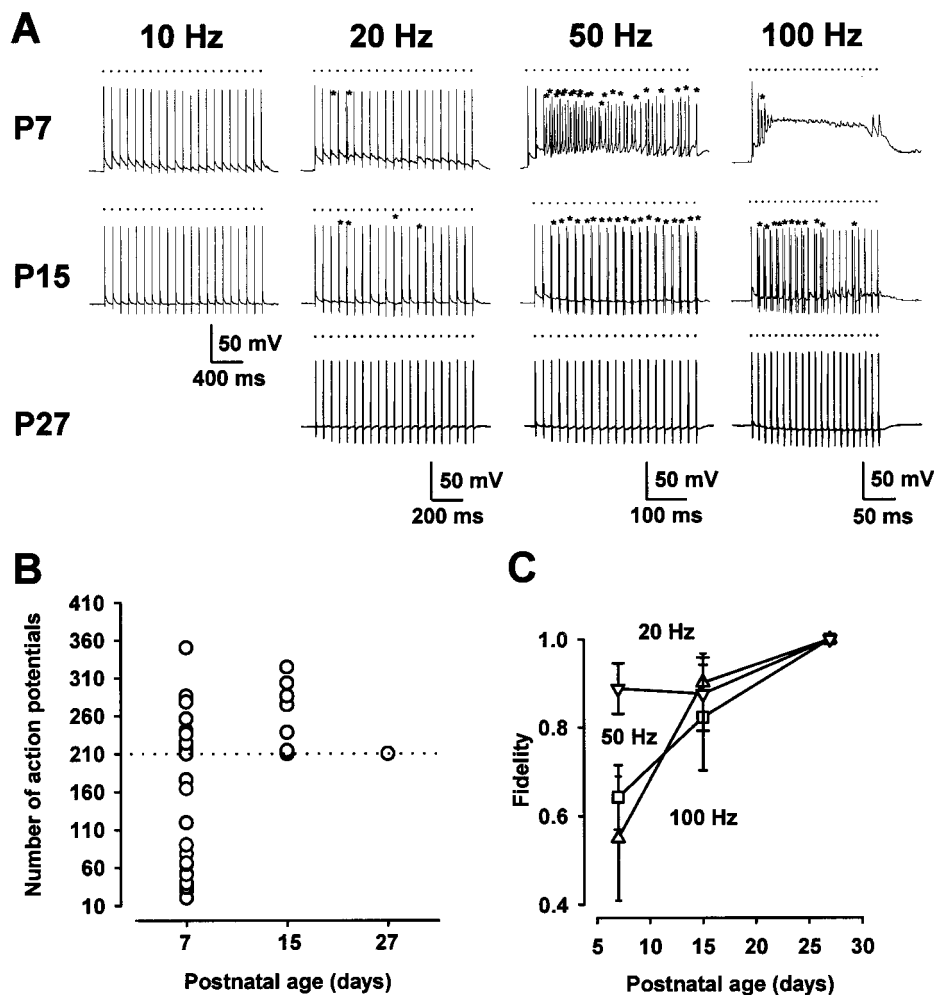 A
10 Hz 20 Hz 50 Hz 100 Hz
P7
P15
50 mV
400 ms
P27
50 mV
200 ms
50 mV
100 ms
50 mV
50 ms
B
Number of action potentials
410
360
310
260
210
160
110
60
10
7 15 27
Postnatal age (days)
C
Fidelity
1.0
0.8
0.6
0.4
20 Hz
50 Hz
100 Hz
5 10 15 20 25 30
Postnatal age (days)